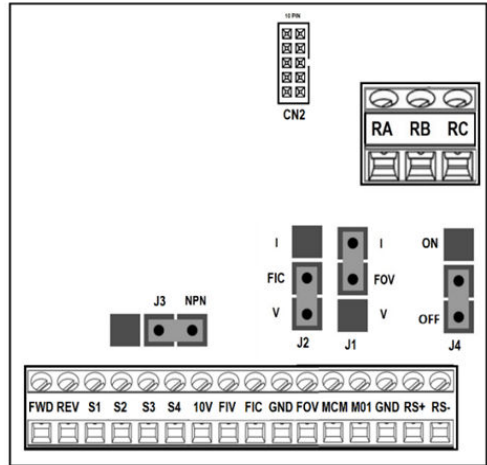 10 PIN
CN2
RA RB RC
I I ON
FIC FOV
J3 NPN
V V OFF
J2 J1 J4
FWD REV S1 S2 S3 S4 10V FIV FIC GND FOV MCM M01 GND RS+ RS-